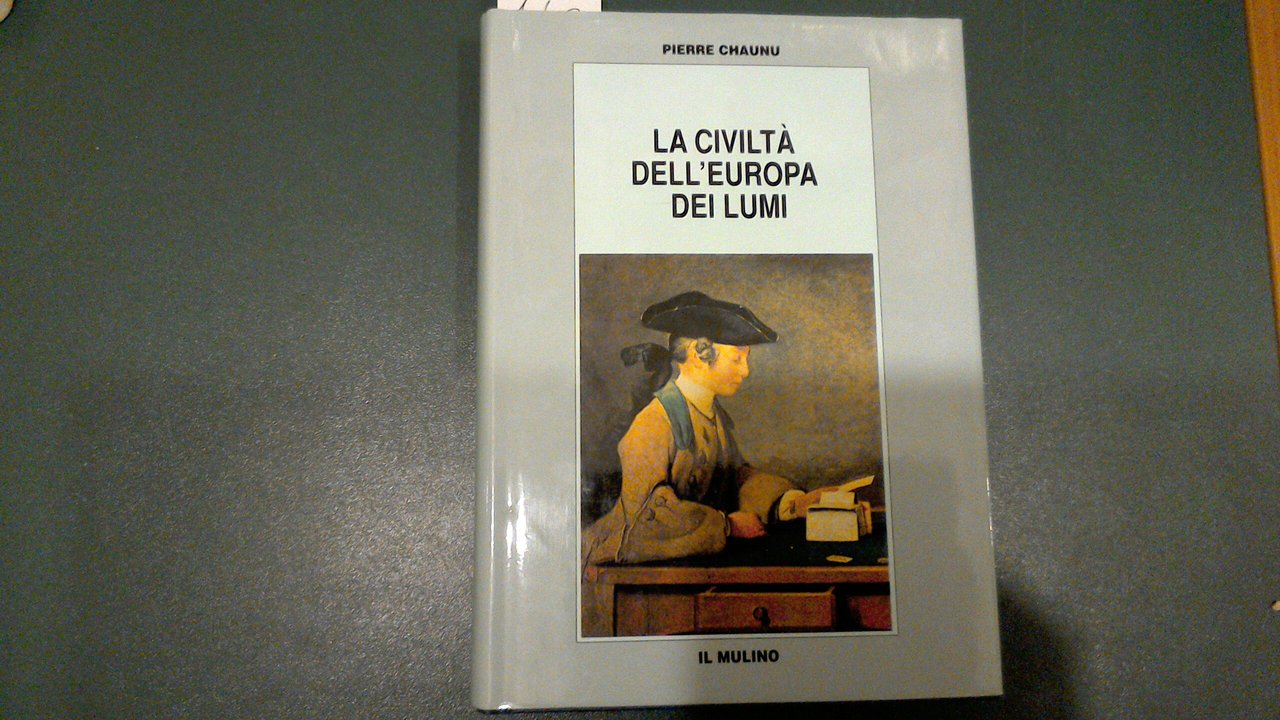 PIERRE CHAUNU
LA CIVILTÀ
DELL'EUROPA
DEI LUMI
IL MULINO